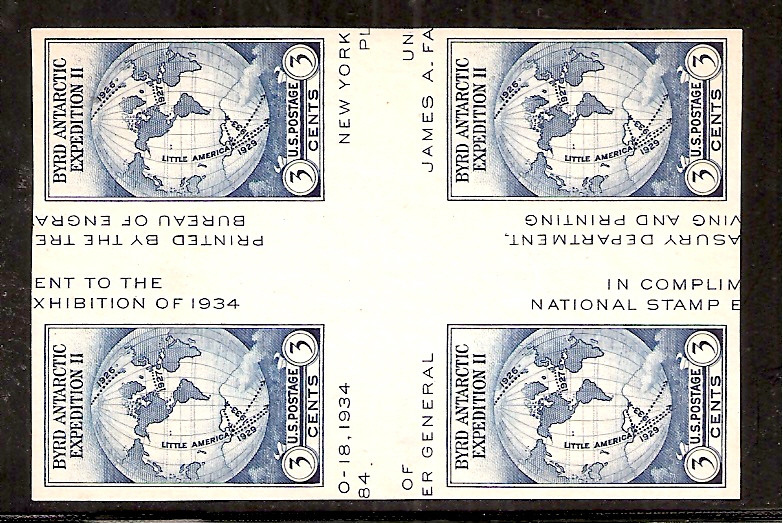 BYRD ANTARCTIC
EXPEDITION II
1926
1927
LITTLE AMERICA
1929
U.S. POSTAGE
CENTS
3
3
NEW YORK
PL
UN
JAMES A. FA
BYRD ANTARCTIC
EXPEDITION II
1926
1927
LITTLE AMERICA
1929
U.S. POSTAGE
CENTS
3
3
PRINTED BY THE TRE
BUREAU OF ENGRA
ASURY DEPARTMENT,
VING AND PRINTING
ENT TO THE
XHIBITION OF 1934
IN COMPLIM
NATIONAL STAMP E
BYRD ANTARCTIC
EXPEDITION II
1926
1927
LITTLE AMERICA
1929
U.S. POSTAGE
CENTS
3
3
0-18, 1934
84.
OF
ER GENERAL
BYRD ANTARCTIC
EXPEDITION II
1926
1927
LITTLE AMERICA
1929
U.S. POSTAGE
CENTS
3
3